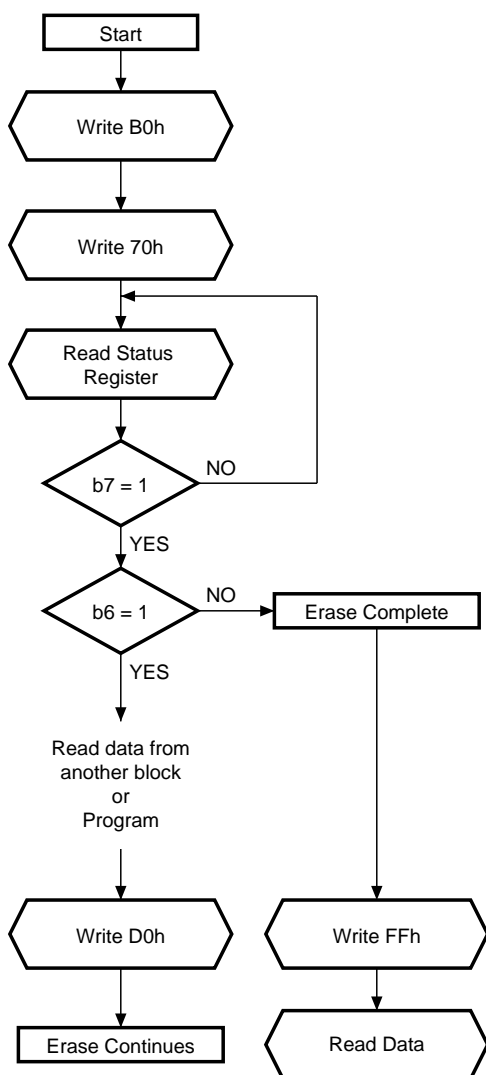 Start
Write B0h
Write 70h
Read Status
Register
b7 = 1
NO
YES
b6 = 1
NO
Erase Complete
YES
Read data from
another block
or
Program
Write D0h
Write FFh
Erase Continues
Read Data